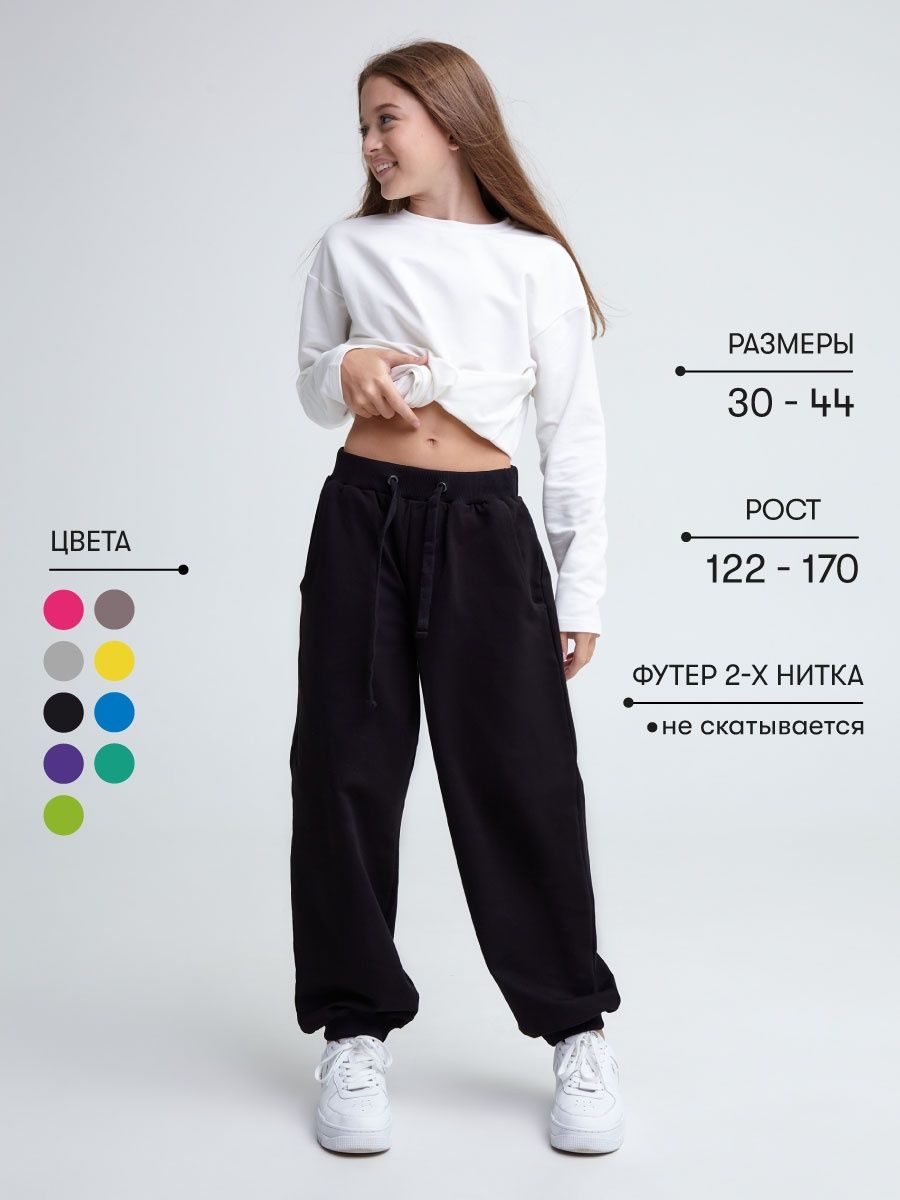 РАЗМЕРЫ
30 - 44
РОСТ
122 - 170
ЦВЕТА
ФУТЕР 2-Х НИТКА
не скатывается